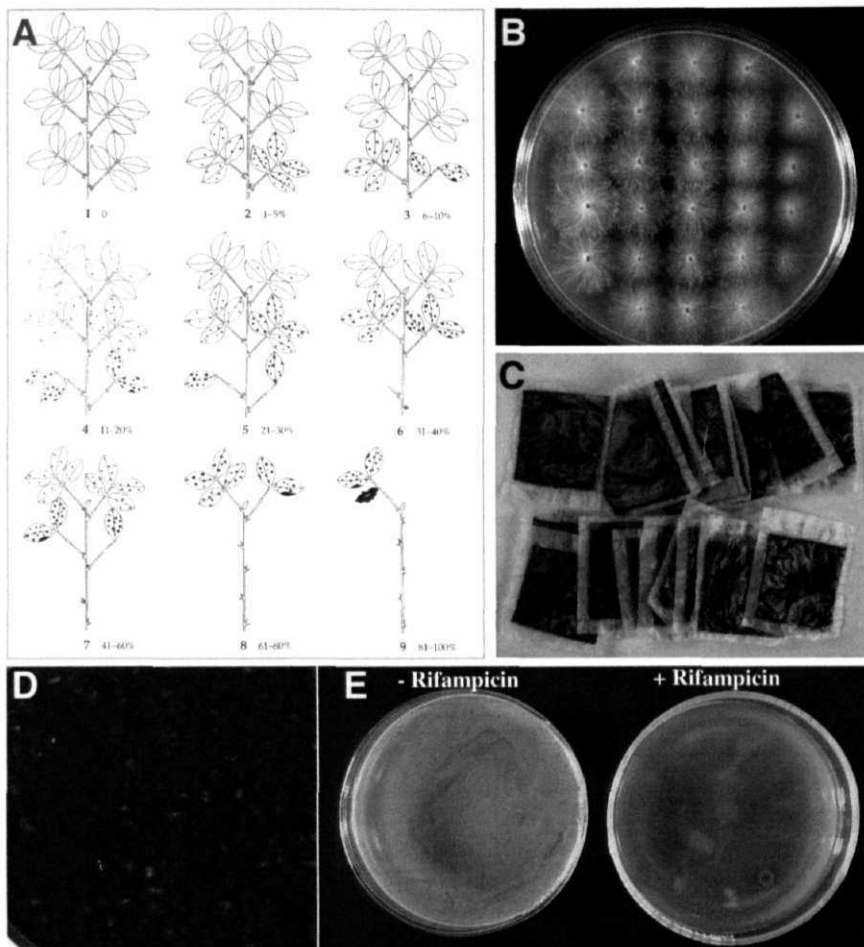 A
1 0
2 1-5%
3 6-10%
4 11-20%
5 21-30%
6 31-40%
7 41-60%
8 61-80%
9 81-100%
B
C
D
E
- Rifampicin
+ Rifampicin